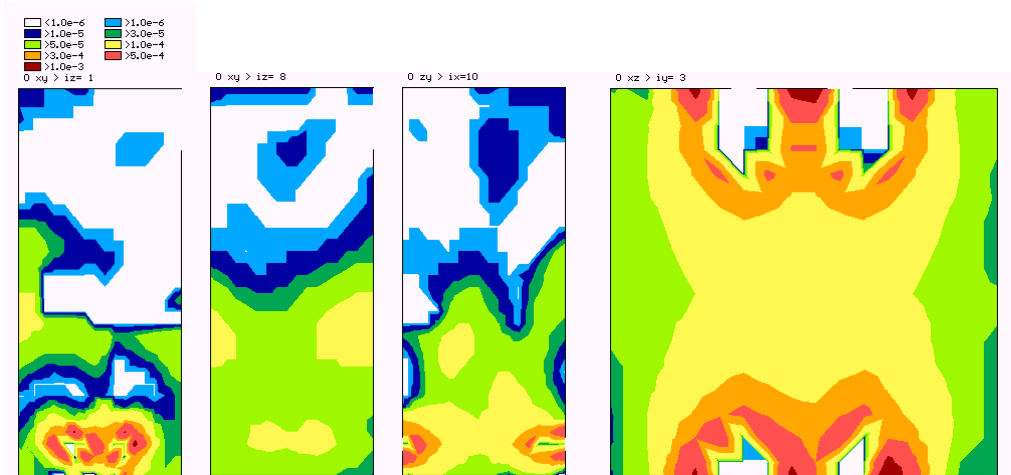 <1.0e-6 >1.0e-6
>1.0e-5 >3.0e-5
>5.0e-5 >1.0e-4
>3.0e-4 >5.0e-4
>1.0e-3
0 xy > iz= 1
0 xy > iz= 8
0 zy > ix=10
0 xz > iy= 3